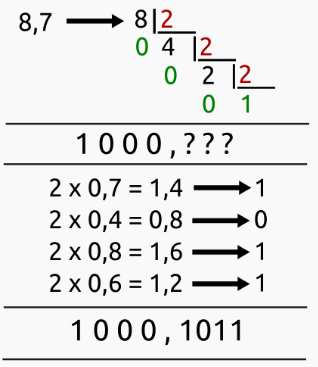 8,7 → 8 2
0 4 2
0 2 2
0 1
1 0 0 0 , ? ? ?
2 x 0,7 = 1,4 → 1
2 x 0,4 = 0,8 → 0
2 x 0,8 = 1,6 → 1
2 x 0,6 = 1,2 → 1
1 0 0 0 , 1011